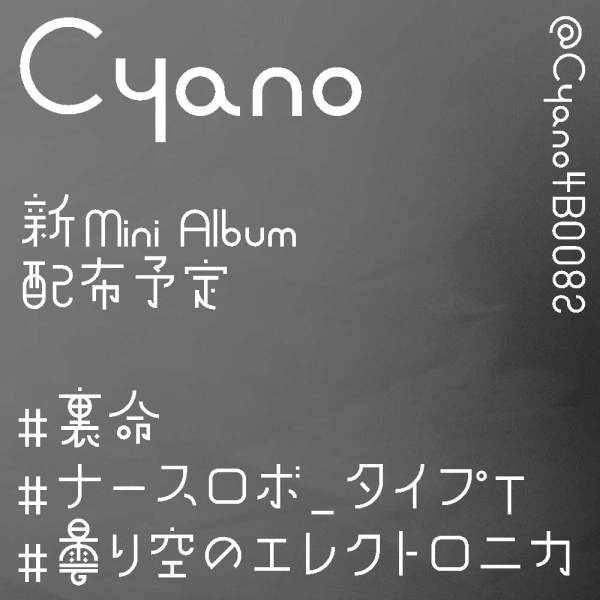 Cyano
@Cyano4B0082
新Mini Album
配布予定
#裏命
#ナースロボ_タイプT
#曇り空のエレクトロニカ